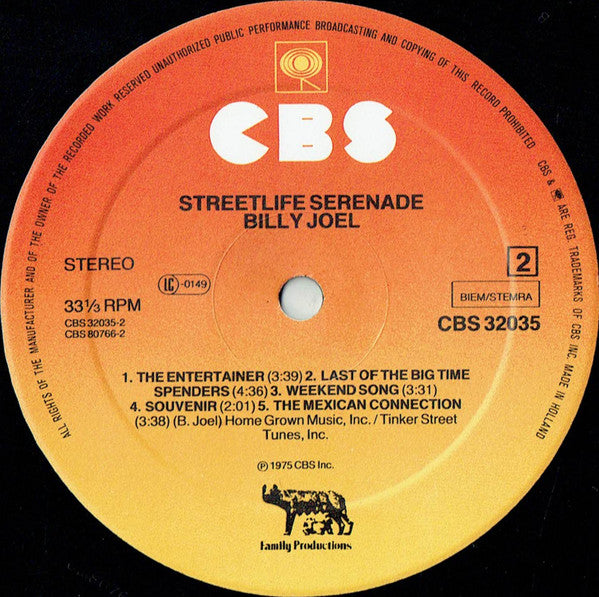 ALL RIGHTS OF THE MANUFACTURER AND OF THE OWNER OF THE RECORDED WORK RESERVED UNAUTHORIZED PUBLIC PERFORMANCE BROADCASTING AND COPYING OF THIS RECORD PROHIBITED CBS & ARE REG. TRADEMARKS OF CBS INC. MADE IN HOLLAND
CBS
STREETLIFE SERENADE
BILLY JOEL
STEREO
LC -0149
2
33⅓ RPM
BIEM/STEMRA
CBS 32035-2
CBS 80766-2
CBS 32035
1. THE ENTERTAINER (3:39) 2. LAST OF THE BIG TIME
SPENDERS (4:36) 3. WEEKEND SONG (3:31)
4. SOUVENIR (2:01) 5. THE MEXICAN CONNECTION
(3:38) (B. Joel) Home Grown Music, Inc. / Tinker Street
Tunes, Inc.
℗ 1975 CBS Inc.
Family Productions